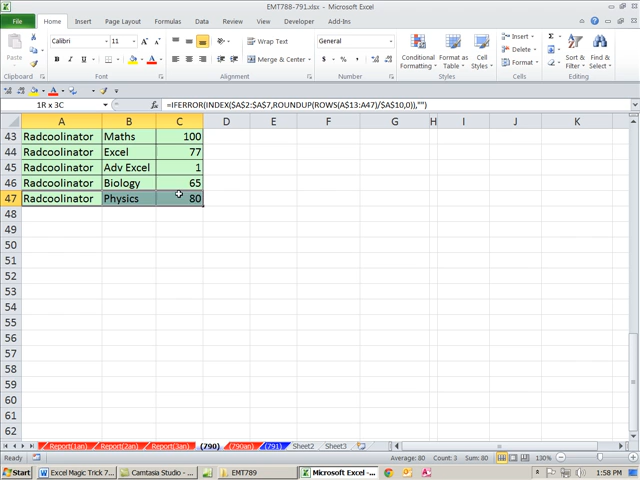 EMT788-791.xlsx - Microsoft Excel
File Home Insert Page Layout Formulas Data Review View Developer Add-Ins
Calibri 11 Wrap Text General
Paste B I U Merge & Center $ % , Conditional Formatting Format as Table Cell Styles Insert Delete Format Sort & Filter Find & Select
Clipboard Font Alignment Number Styles Cells Editing
1R x 3C fx =IFERROR(INDEX($A$2:$A$7,ROUNDUP(ROWS(A$13:A47)/$A$10,0)),"")
A B C D E F G H I J K
43 Radcoolinator Maths 100
44 Radcoolinator Excel 77
45 Radcoolinator Adv Excel 1
46 Radcoolinator Biology 65
47 Radcoolinator Physics 80
48
49
50
51
52
53
54
55
56
57
58
59
60
61
62
Report(1an) Report(2an) Report(3an) (790) (790an) (791) Sheet2 Sheet3
Ready Average: 80 Count: 3 Sum: 80 130%
Start Excel Magic Trick 7... Camtasia Studio - ... EMT789 Microsoft Excel -... 1:58 PM